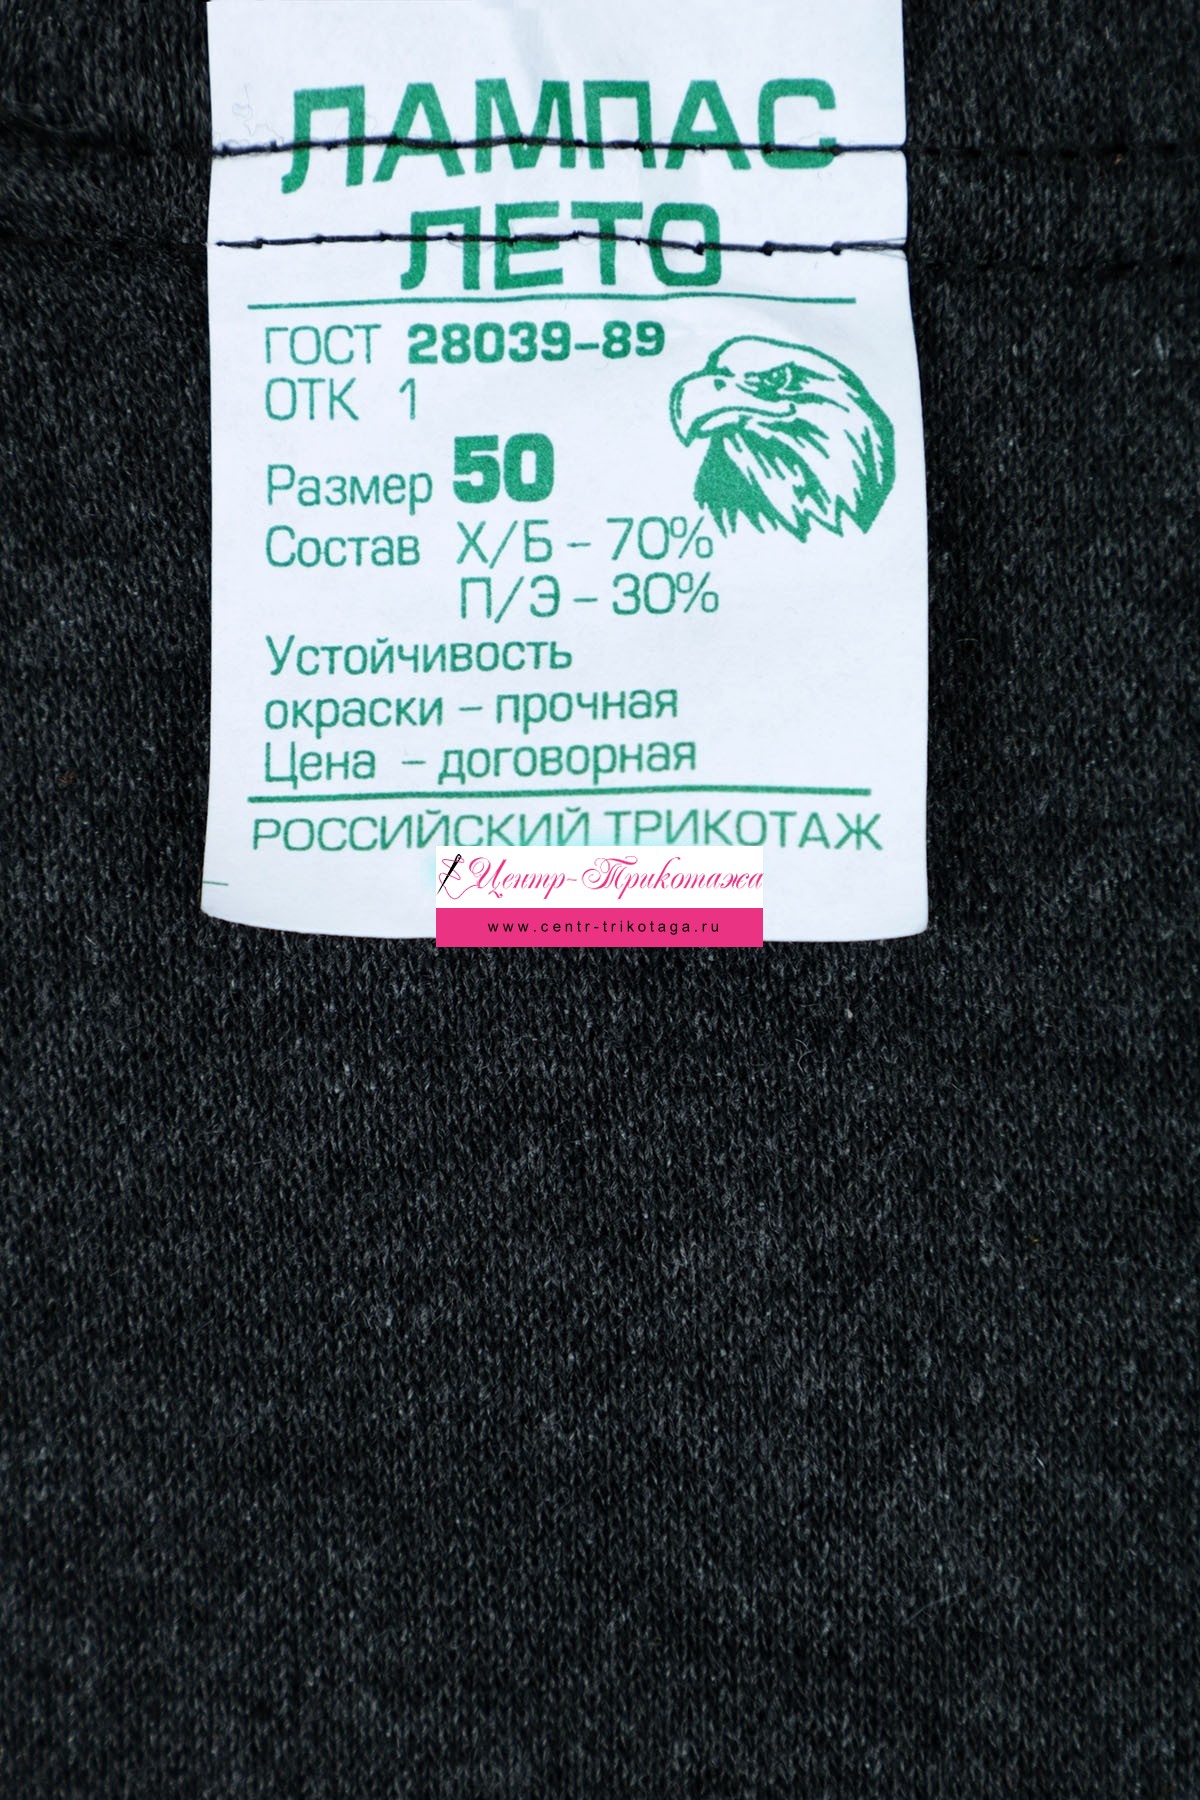 ЛАМПАС
ЛЕТО
ГОСТ 28039-89
ОТК 1
Размер 50
Состав Х/Б - 70%
П/Э - 30%
Устойчивость
окраски - прочная
Цена - договорная
РОССИЙСКИЙ ТРИКОТАЖ
Центр-Трикотажа
www.centr-trikotaga.ru